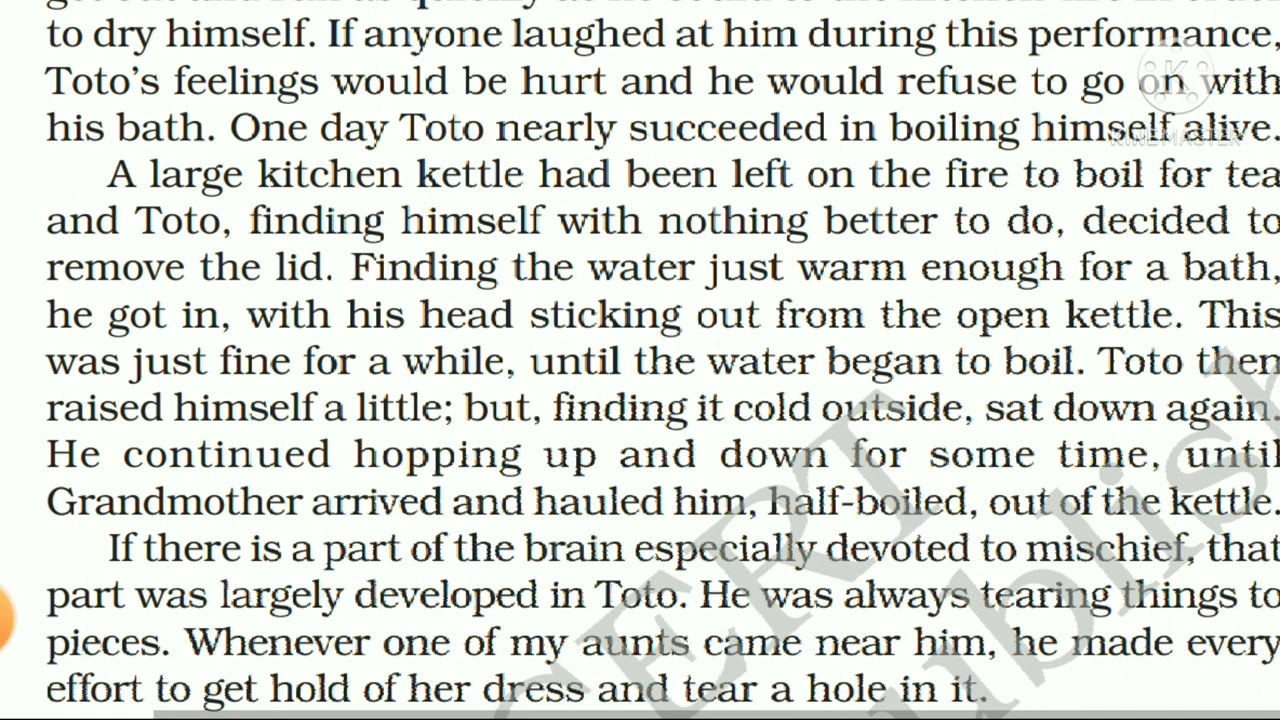 to dry himself. If anyone laughed at him during this performance,
Toto's feelings would be hurt and he would refuse to go on with
his bath. One day Toto nearly succeeded in boiling himself alive.
A large kitchen kettle had been left on the fire to boil for tea
and Toto, finding himself with nothing better to do, decided to
remove the lid. Finding the water just warm enough for a bath,
he got in, with his head sticking out from the open kettle. This
was just fine for a while, until the water began to boil. Toto then
raised himself a little; but, finding it cold outside, sat down again.
He continued hopping up and down for some time, until
Grandmother arrived and hauled him, half-boiled, out of the kettle.
If there is a part of the brain especially devoted to mischief, that
part was largely developed in Toto. He was always tearing things to
pieces. Whenever one of my aunts came near him, he made every
effort to get hold of her dress and tear a hole in it.
K
KINEMASTER